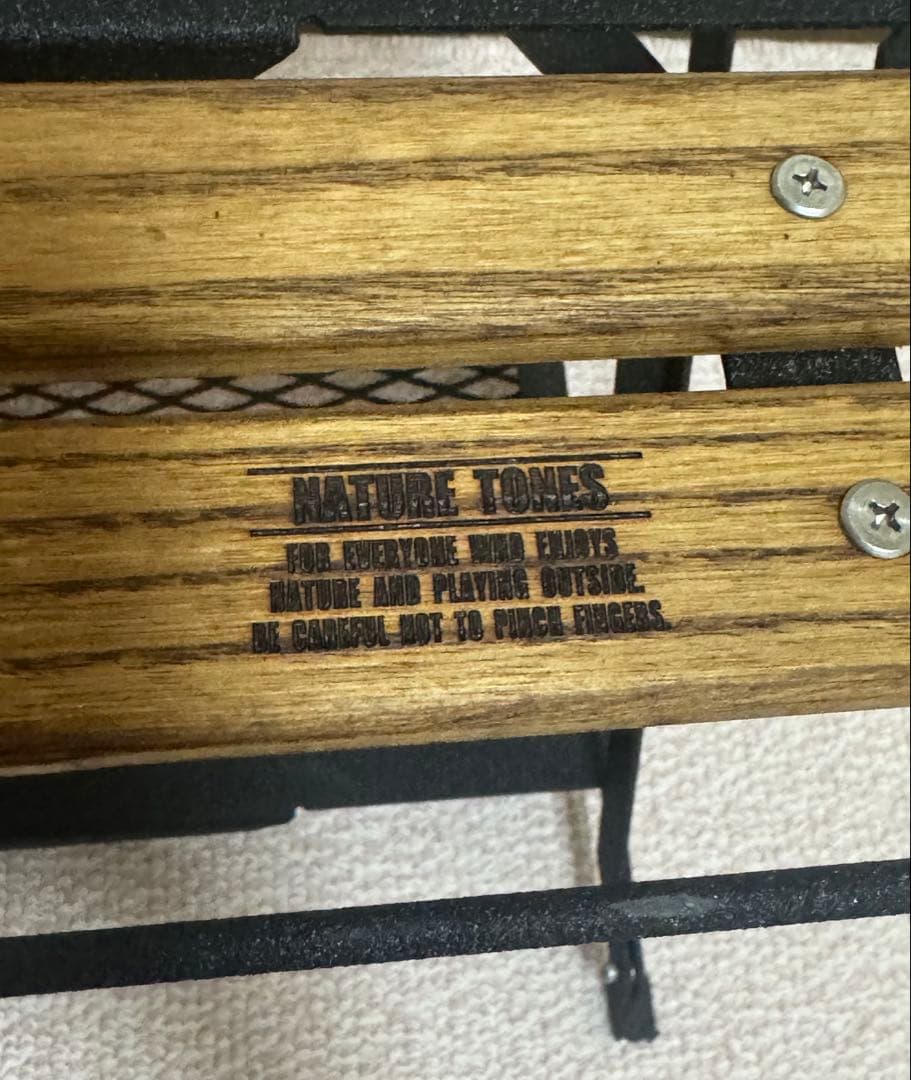 NATURE TONES
FOR EVERYONE WHO ENJOYS
NATURE AND PLAYING OUTSIDE.
BE CAREFUL NOT TO PINCH FINGERS.